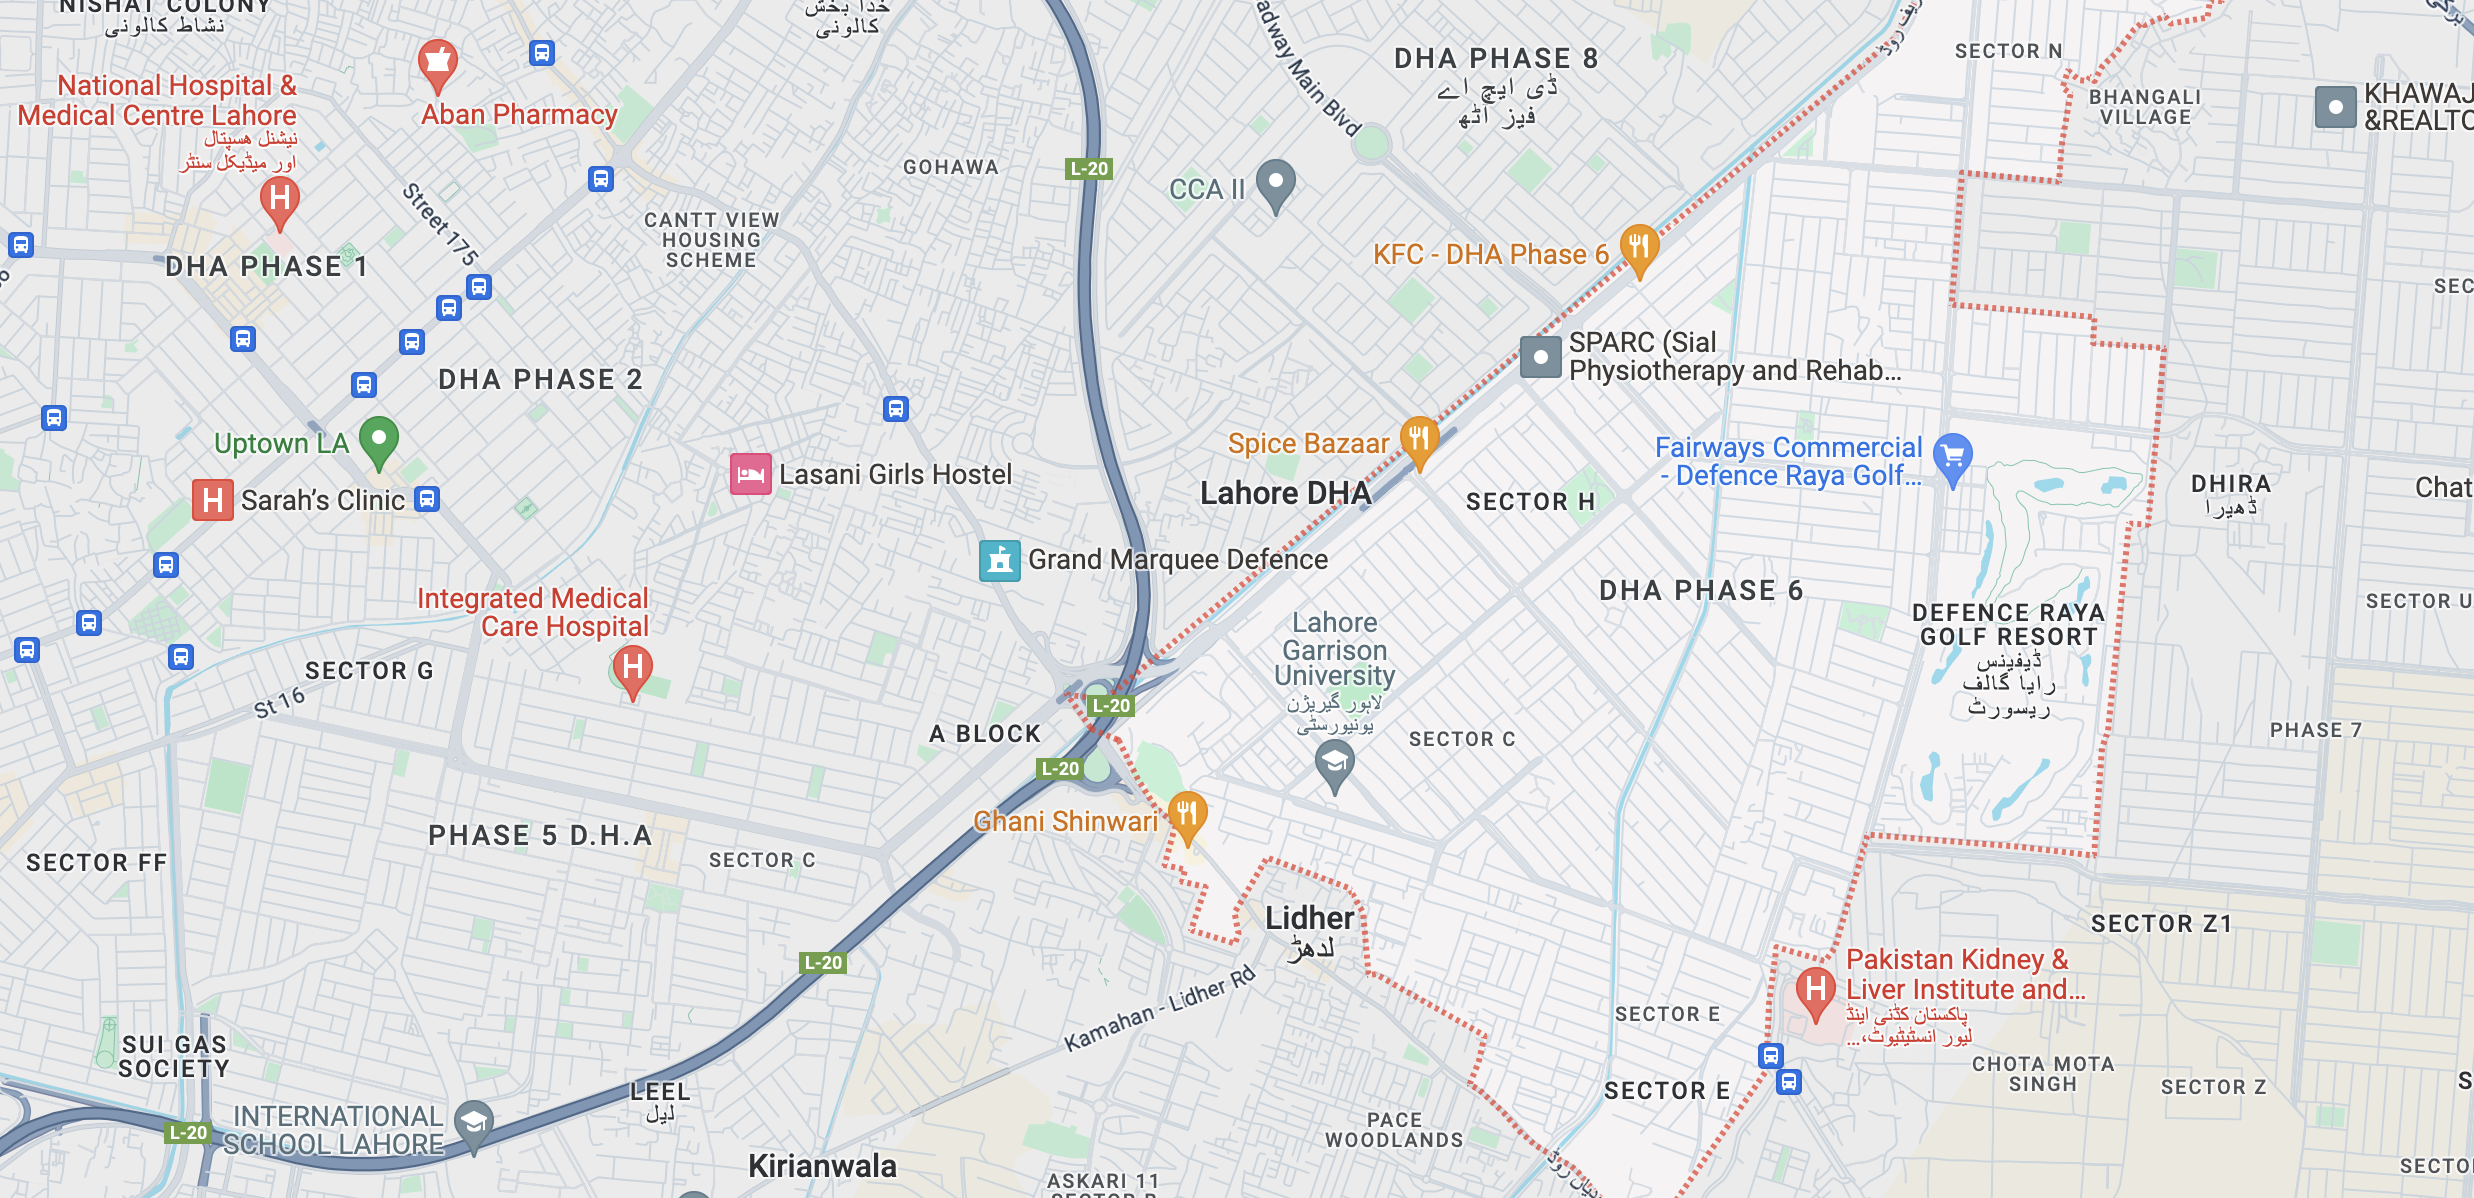 NISHAT COLONY
نشاط کالونی
خدا بخش
کالونی
adway Main Blvd
DHA PHASE 8
ڈی ایچ اے
فیز آٹھ
SECTOR N
BHANGALI
VILLAGE
KHAWAJ
&REALTO
National Hospital &
Medical Centre Lahore
نیشنل ھسپتال
اور میڈیکل سنٹر
Aban Pharmacy
Street 175
GOHAWA
L-20
CCA II
CANTT VIEW
HOUSING
SCHEME
DHA PHASE 1
KFC - DHA Phase 6
SEC
SPARC (Sial
Physiotherapy and Rehab...
DHA PHASE 2
Uptown LA
Sarah's Clinic
Lasani Girls Hostel
Spice Bazaar
Lahore DHA
SECTOR H
Fairways Commercial
- Defence Raya Golf...
DHIRA
ڈھیرا
Chat
Grand Marquee Defence
Integrated Medical
Care Hospital
DHA PHASE 6
Lahore
Garrison
University
لاہور گیریژن
یونیورسٹی
DEFENCE RAYA
GOLF RESORT
ڈیفینس
رایا گالف
ریسورٹ
SECTOR U
SECTOR G
St 16
A BLOCK
L-20
L-20
SECTOR C
PHASE 7
PHASE 5 D.H.A
SECTOR C
SECTOR FF
Ghani Shinwari
Lidher
لدھڑ
SECTOR Z1
L-20
Kamahan - Lidher Rd
Pakistan Kidney &
Liver Institute and...
پاکستان کڈنی اینڈ
لیور انسٹیٹیوٹ،...
SECTOR E
SUI GAS
SOCIETY
SECTOR E
CHOTA MOTA
SINGH
SECTOR Z
S
LEEL
لیل
INTERNATIONAL
SCHOOL LAHORE
L-20
PACE
WOODLANDS
Kirianwala
ASKARI 11
SECTOR B
SECTO